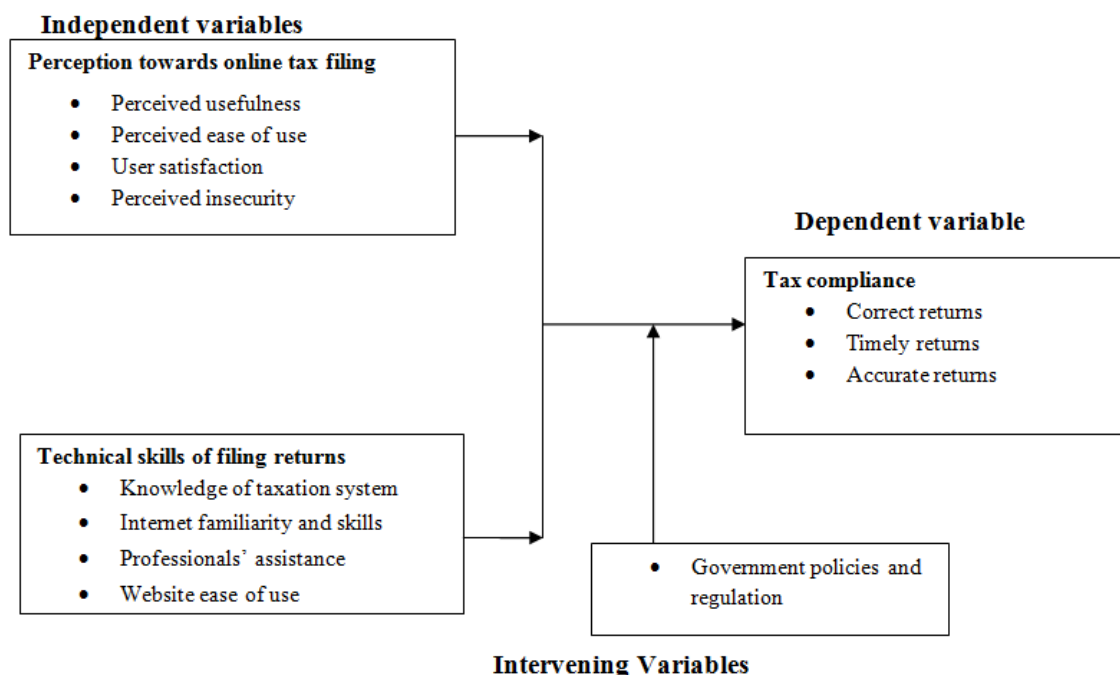 Independent variables
Perception towards online tax filing
• Perceived usefulness
• Perceived ease of use
• User satisfaction
• Perceived insecurity
Dependent variable
Tax compliance
• Correct returns
• Timely returns
• Accurate returns
Technical skills of filing returns
• Knowledge of taxation system
• Internet familiarity and skills
• Professionals’ assistance
• Website ease of use
• Government policies and
regulation
Intervening Variables